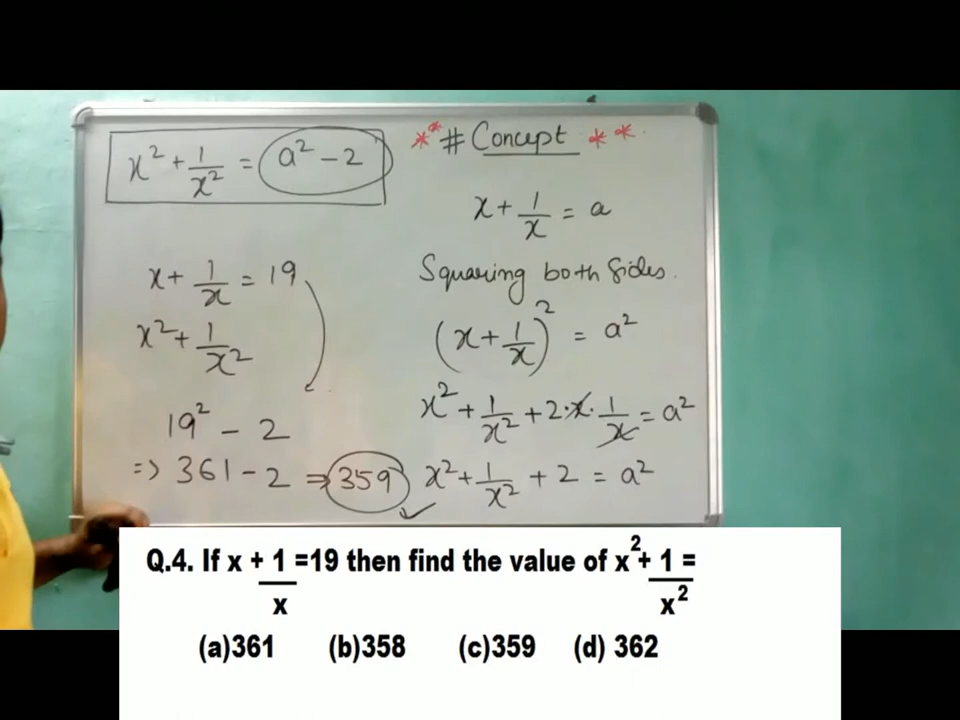 x² + 1/x² = a² - 2
x + 1/x = 19
x² + 1/x²
19² - 2
=> 361 - 2 => 359
** # Concept **
x + 1/x = a
Squaring both sides.
(x + 1/x)² = a²
x² + 1/x² + 2·x·1/x = a²
x² + 1/x² + 2 = a²
Q.4. If x + 1/x =19 then find the value of x² + 1/x² =
(a)361 (b)358 (c)359 (d) 362